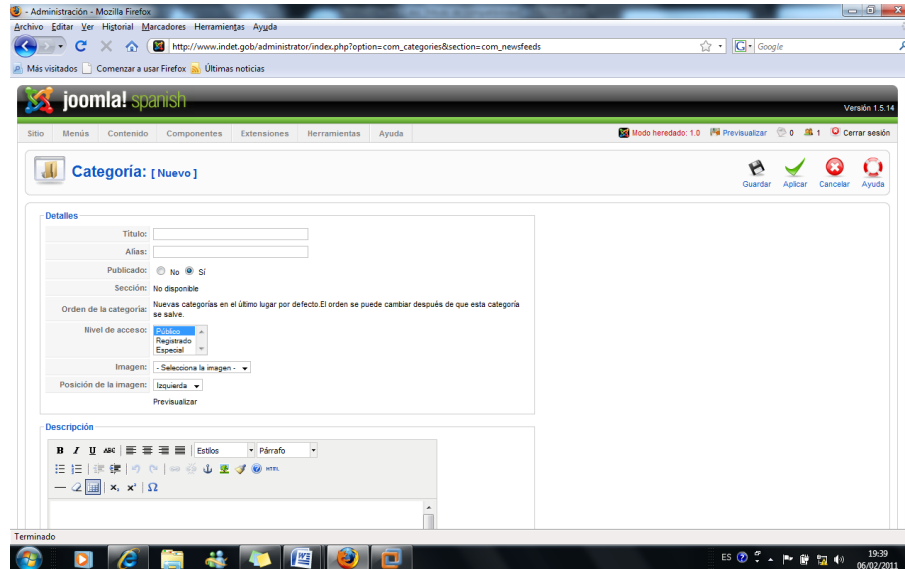 - Administración - Mozilla Firefox
Archivo Editar Ver Historial Marcadores Herramientas Ayuda
http://www.indet.gob/administrator/index.php?option=com_categories&section=com_newsfeeds
G Google
Más visitados Comenzar a usar Firefox Últimas noticias
joomla! spanish
Versión 1.5.14
Sitio Menús Contenido Componentes Extensiones Herramientas Ayuda Modo heredado: 1.0 Previsualizar 0 1 Cerrar sesión
Categoría: [ Nuevo ]
Guardar Aplicar Cancelar Ayuda
Detalles
Titulo:
Alias:
Publicado: No Sí
Sección: No disponible
Orden de la categoría: Nuevas categorías en el último lugar por defecto.El orden se puede cambiar después de que esta categoría
se salve.
Nivel de acceso: Público
Registrado
Especial
Imagen: - Selecciona la imagen -
Posición de la imagen: Izquierda
Previsualizar
Descripción
B I U ABC Estilos Párrafo
HTML
x, x² Ω
Terminado
ES 19:39
06/02/2011